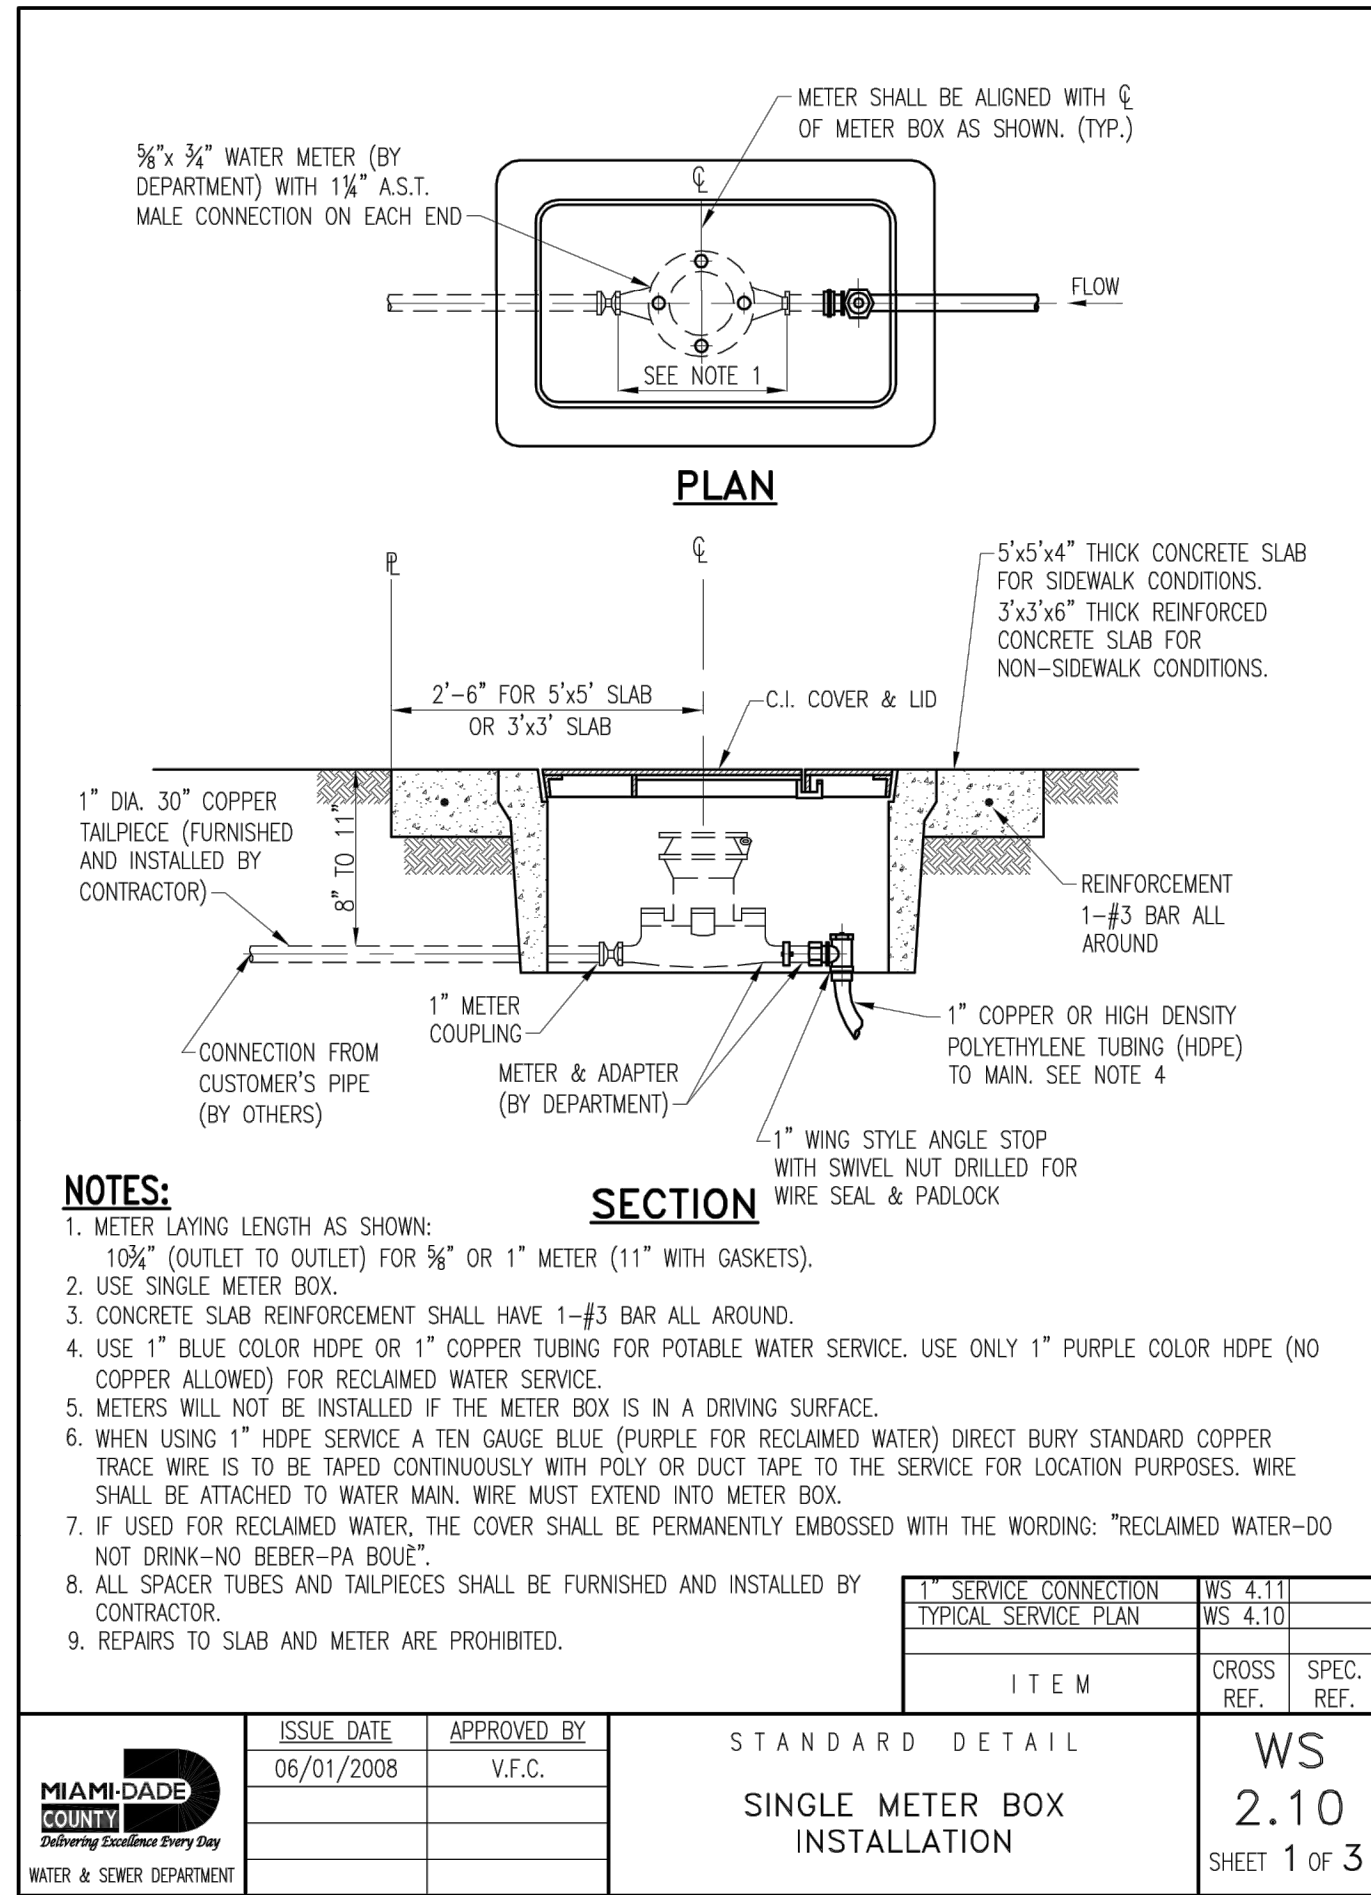 METER SHALL BE ALIGNED WITH ℄
OF METER BOX AS SHOWN. (TYP.)
⅝"x ¾" WATER METER (BY
DEPARTMENT) WITH 1¼" A.S.T.
MALE CONNECTION ON EACH END
℄
FLOW
SEE NOTE 1
PLAN
℄
PL
5'x5'x4" THICK CONCRETE SLAB
FOR SIDEWALK CONDITIONS.
3'x3'x6" THICK REINFORCED
CONCRETE SLAB FOR
NON-SIDEWALK CONDITIONS.
2'-6" FOR 5'x5' SLAB
OR 3'x3' SLAB
C.I. COVER & LID
1" DIA. 30" COPPER
TAILPIECE (FURNISHED
AND INSTALLED BY
CONTRACTOR)
8" TO 11"
REINFORCEMENT
1-#3 BAR ALL
AROUND
1" METER
COUPLING
1" COPPER OR HIGH DENSITY
POLYETHYLENE TUBING (HDPE)
TO MAIN. SEE NOTE 4
CONNECTION FROM
CUSTOMER'S PIPE
(BY OTHERS)
METER & ADAPTER
(BY DEPARTMENT)
1" WING STYLE ANGLE STOP
WITH SWIVEL NUT DRILLED FOR
WIRE SEAL & PADLOCK
SECTION
NOTES:
1. METER LAYING LENGTH AS SHOWN:
10¾" (OUTLET TO OUTLET) FOR ⅝" OR 1" METER (11" WITH GASKETS).
2. USE SINGLE METER BOX.
3. CONCRETE SLAB REINFORCEMENT SHALL HAVE 1-#3 BAR ALL AROUND.
4. USE 1" BLUE COLOR HDPE OR 1" COPPER TUBING FOR POTABLE WATER SERVICE. USE ONLY 1" PURPLE COLOR HDPE (NO
COPPER ALLOWED) FOR RECLAIMED WATER SERVICE.
5. METERS WILL NOT BE INSTALLED IF THE METER BOX IS IN A DRIVING SURFACE.
6. WHEN USING 1" HDPE SERVICE A TEN GAUGE BLUE (PURPLE FOR RECLAIMED WATER) DIRECT BURY STANDARD COPPER
TRACE WIRE IS TO BE TAPED CONTINUOUSLY WITH POLY OR DUCT TAPE TO THE SERVICE FOR LOCATION PURPOSES. WIRE
SHALL BE ATTACHED TO WATER MAIN. WIRE MUST EXTEND INTO METER BOX.
7. IF USED FOR RECLAIMED WATER, THE COVER SHALL BE PERMANENTLY EMBOSSED WITH THE WORDING: "RECLAIMED WATER-DO
NOT DRINK-NO BEBER-PA BOUÈ".
8. ALL SPACER TUBES AND TAILPIECES SHALL BE FURNISHED AND INSTALLED BY
CONTRACTOR.
9. REPAIRS TO SLAB AND METER ARE PROHIBITED.
1" SERVICE CONNECTION WS 4.11
TYPICAL SERVICE PLAN WS 4.10
ITEM CROSS REF. SPEC. REF.
MIAMI-DADE
COUNTY
Delivering Excellence Every Day
WATER & SEWER DEPARTMENT
ISSUE DATE APPROVED BY
06/01/2008 V.F.C.
STANDARD DETAIL
SINGLE METER BOX
INSTALLATION
WS
2.10
SHEET 1 OF 3